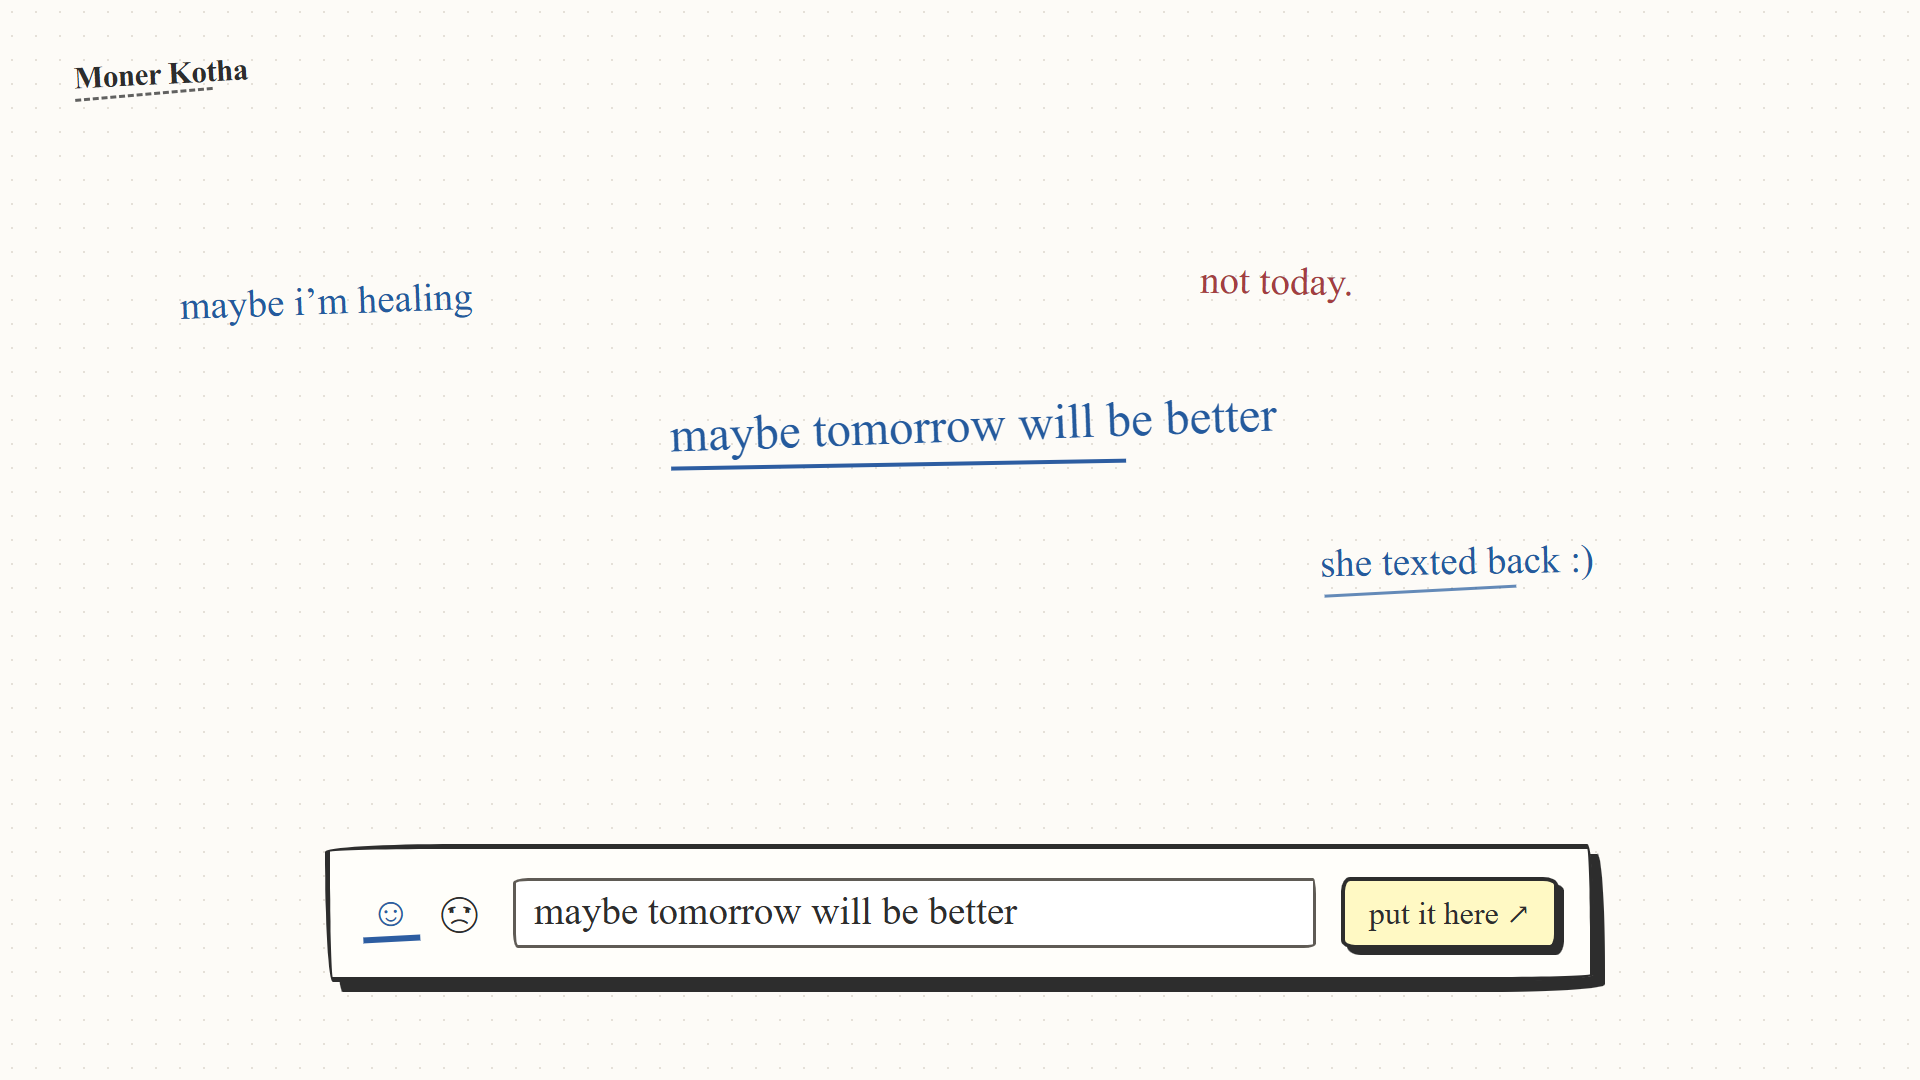 Moner Kotha
not today.
maybe i’m healing
maybe tomorrow will be better
she texted back :)
maybe tomorrow will be better
put it here ↗